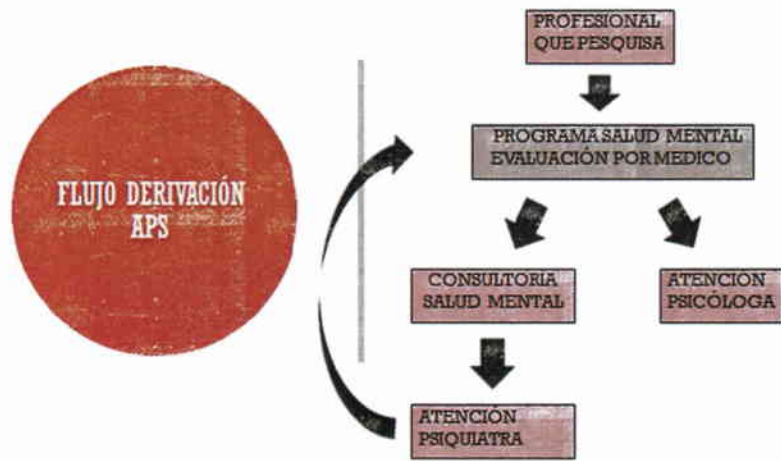 FLUJO DERIVACIÓN
APS
PROFESIONAL
QUE PESQUISA
PROGRAMA SALUD MENTAL
EVALUACIÓN POR MEDICO
CONSULTORIA
SALUD MENTAL
ATENCIÓN
PSICÓLOGA
ATENCIÓN
PSIQUIATRA